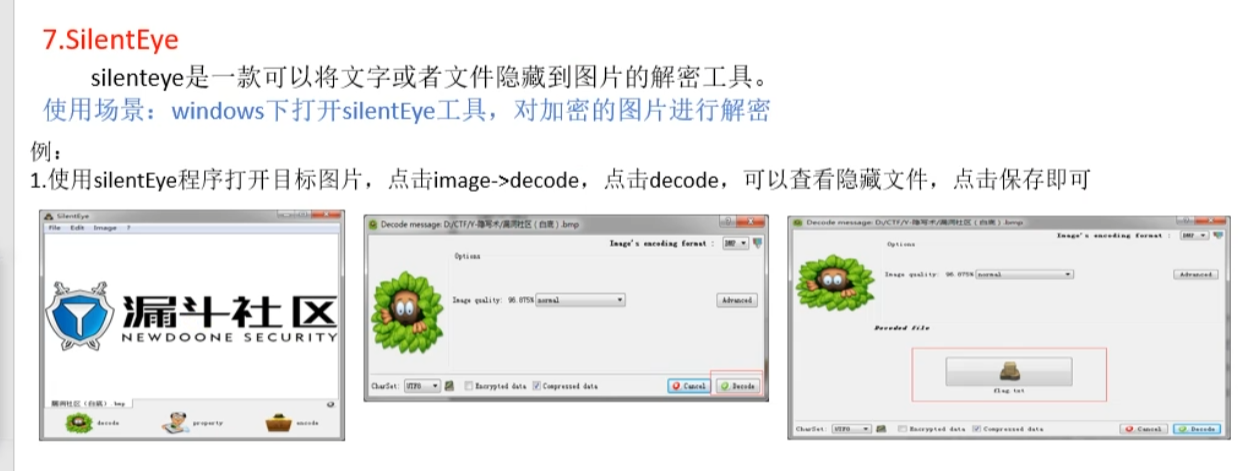 7.SilentEye
silenteye是一款可以将文字或者文件隐藏到图片的解密工具。
使用场景：windows下打开silentEye工具，对加密的图片进行解密
例：
1.使用silentEye程序打开目标图片，点击image->decode，点击decode，可以查看隐藏文件，点击保存即可
SilentEye
File Edit Image ?
漏斗社区
NEWDOONE SECURITY
漏洞社区（白底）.bmp
decode property encode
Decode message: D:/CTF/Y-隐写术/漏洞社区（白底）.bmp
Image's encoding format : BMP
Options
Image quality: 96.875% normal
Advanced
CharSet: UTF8 Encrypted data Compressed data Cancel Decode
Decode message: D:/CTF/Y-隐写术/漏洞社区（白底）.bmp
Image's encoding format : BMP
Options
Image quality: 96.875% normal
Advanced
Decoded file
flag.txt
CharSet: UTF8 Encrypted data Compressed data Cancel Decode